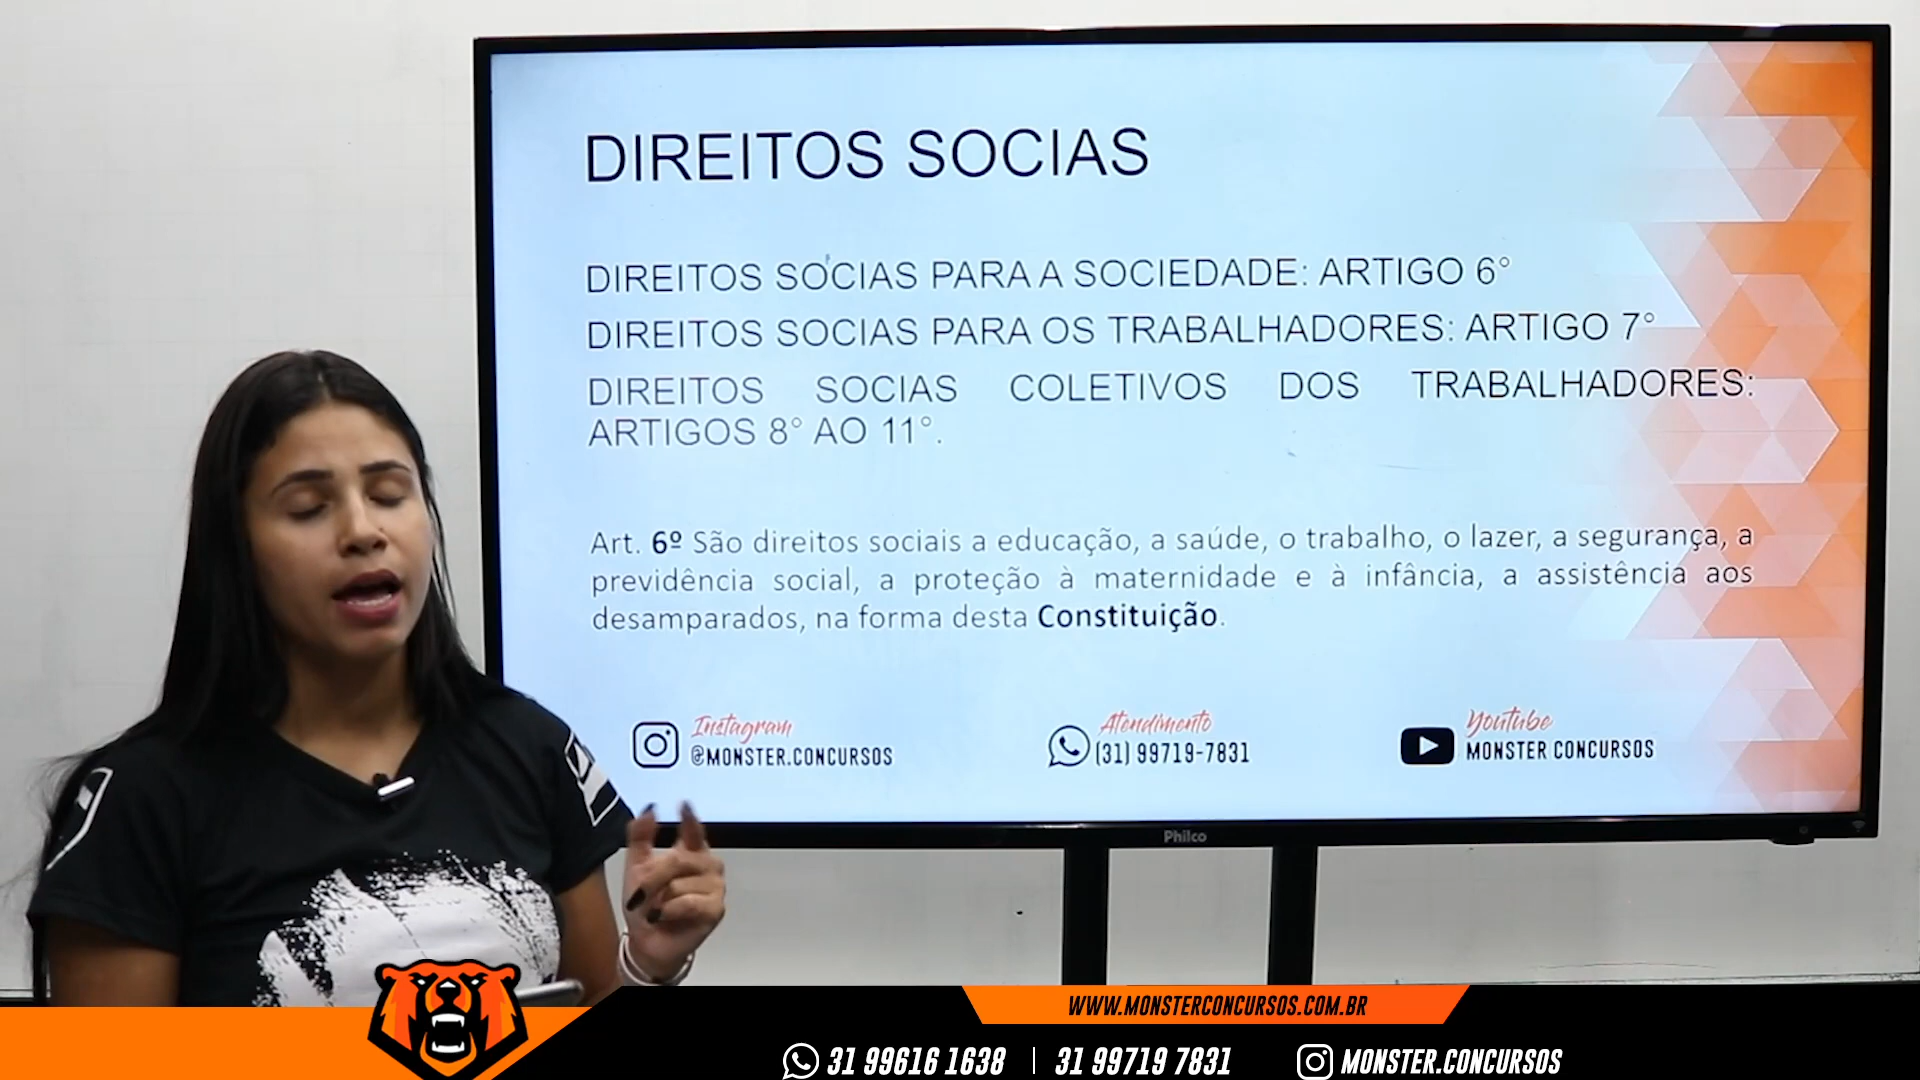 DIREITOS SOCIAS
DIREITOS SOCIAS PARA A SOCIEDADE: ARTIGO 6°
DIREITOS SOCIAS PARA OS TRABALHADORES: ARTIGO 7°
DIREITOS SOCIAS COLETIVOS DOS TRABALHADORES:
ARTIGOS 8° AO 11°.
Art. 6º São direitos sociais a educação, a saúde, o trabalho, o lazer, a segurança, a
previdência social, a proteção à maternidade e à infância, a assistência aos
desamparados, na forma desta Constituição.
Instagram
@MONSTER.CONCURSOS
Atendimento
(31) 99719-7831
Youtube
MONSTER CONCURSOS
Philco
WWW.MONSTERCONCURSOS.COM.BR
31 99616 1638 | 31 99719 7831
MONSTER.CONCURSOS